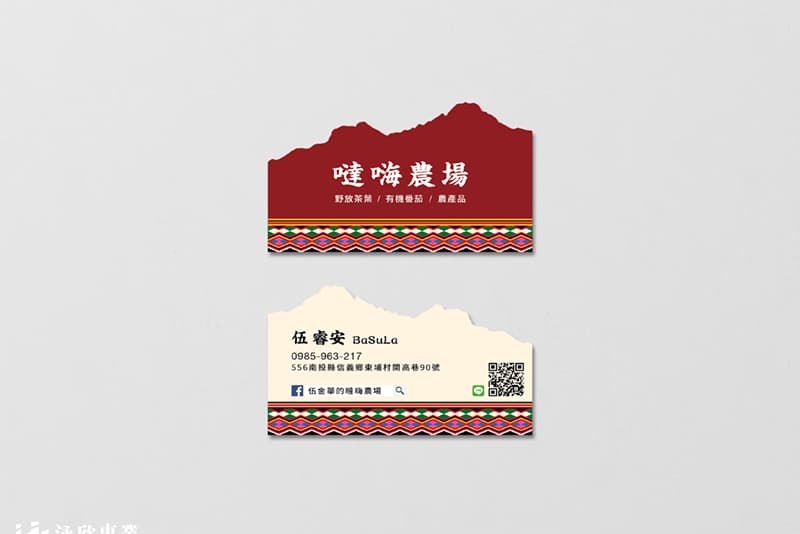 噠嗨農場
野放茶葉 / 有機番茄 / 農產品
伍睿安 BaSuLa
0985-963-217
556南投縣信義鄉東埔村開高巷90號
伍金華的噠嗨農場